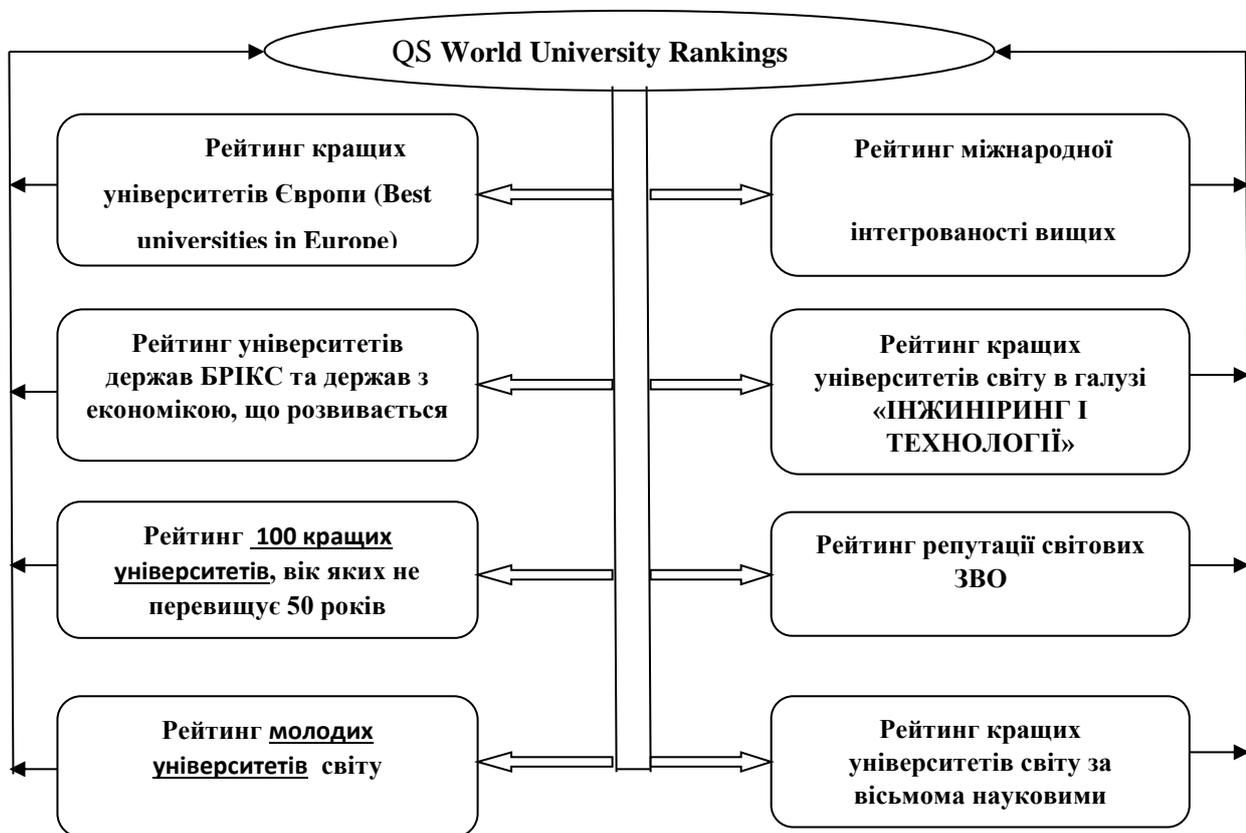 QS World University Rankings
Рейтинг кращих
університетів Європи (Best
universities in Europe)
Рейтинг міжнародної
інтегрованості вищих
Рейтинг університетів
держав БРІКС та держав з
економікою, що розвивається
Рейтинг кращих
університетів світу в галузі
«ІНЖИНІРИНГ І
ТЕХНОЛОГІЇ»
Рейтинг 100 кращих
університетів, вік яких не
перевищує 50 років
Рейтинг репутації світових
ЗВО
Рейтинг молодих
університетів світу
Рейтинг кращих
університетів світу за
вісьмома науковими